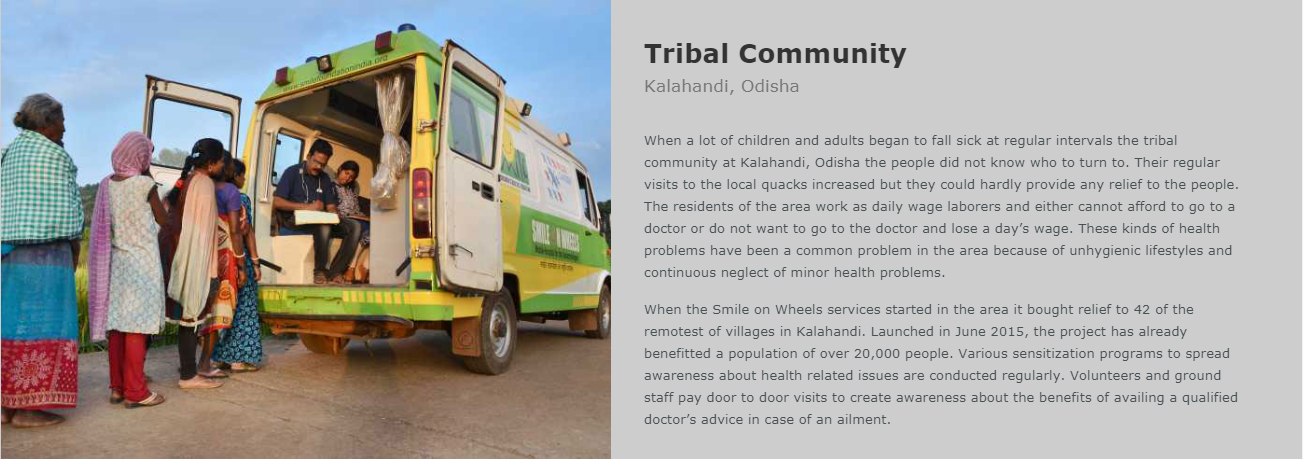 www.smilefoundationindia.org
SMILE ON WHEELS
Tribal Community
Kalahandi, Odisha
When a lot of children and adults began to fall sick at regular intervals the tribal
community at Kalahandi, Odisha the people did not know who to turn to. Their regular
visits to the local quacks increased but they could hardly provide any relief to the people.
The residents of the area work as daily wage laborers and either cannot afford to go to a
doctor or do not want to go to the doctor and lose a day’s wage. These kinds of health
problems have been a common problem in the area because of unhygienic lifestyles and
continuous neglect of minor health problems.
When the Smile on Wheels services started in the area it bought relief to 42 of the
remotest of villages in Kalahandi. Launched in June 2015, the project has already
benefitted a population of over 20,000 people. Various sensitization programs to spread
awareness about health related issues are conducted regularly. Volunteers and ground
staff pay door to door visits to create awareness about the benefits of availing a qualified
doctor’s advice in case of an ailment.